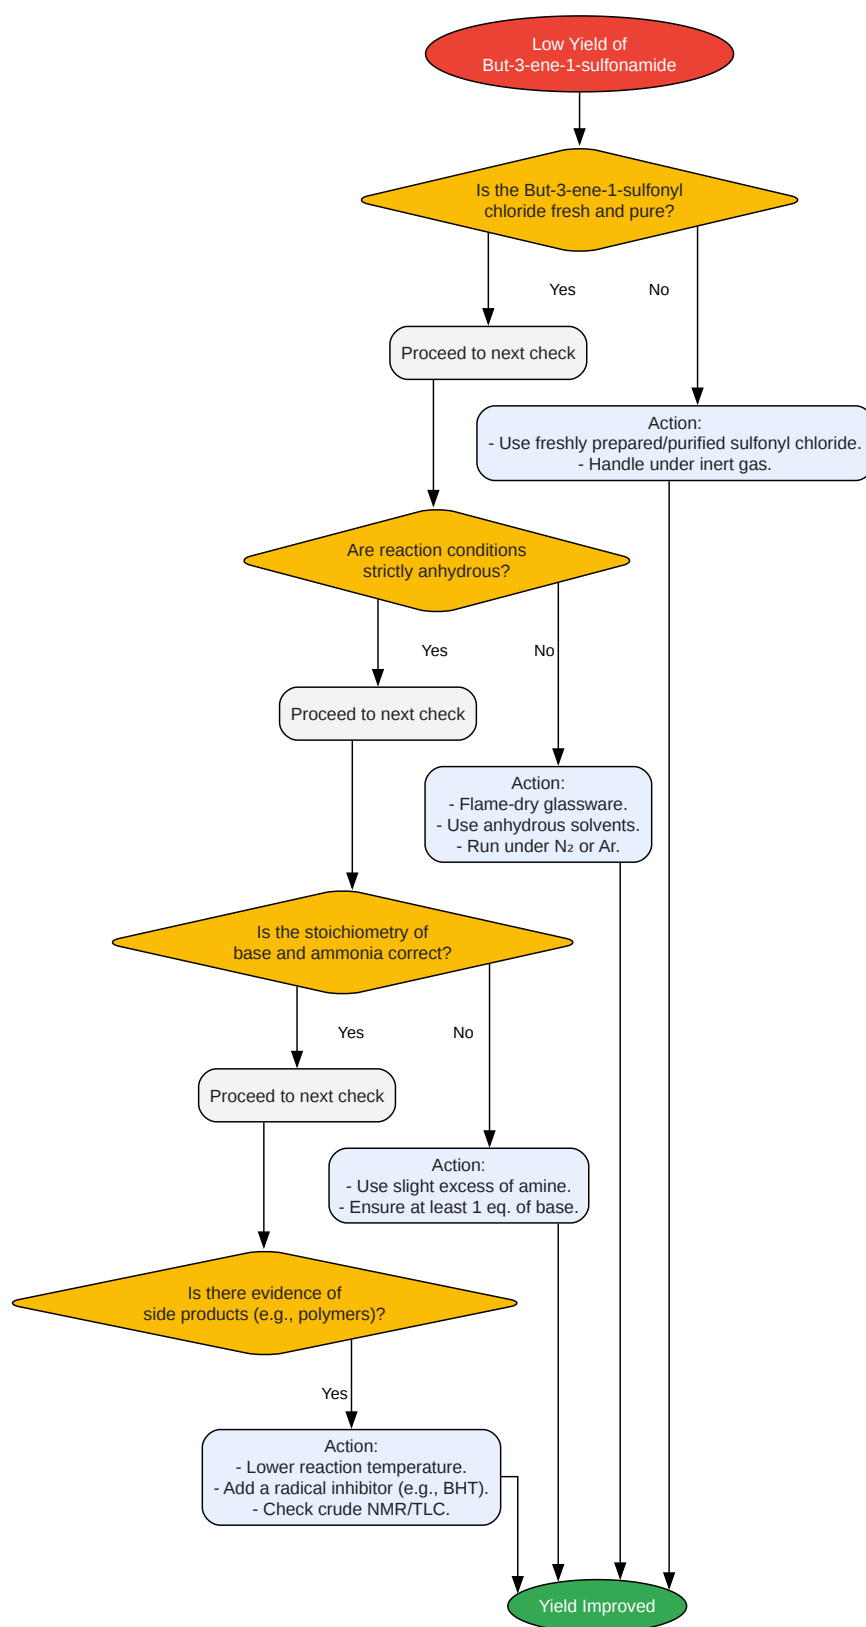 Low Yield of
But-3-ene-1-sulfonamide
Is the But-3-ene-1-sulfonyl
chloride fresh and pure?
Yes
No
Proceed to next check
Action:
- Use freshly prepared/purified sulfonyl chloride.
- Handle under inert gas.
Are reaction conditions
strictly anhydrous?
Yes
No
Proceed to next check
Action:
- Flame-dry glassware.
- Use anhydrous solvents.
- Run under N₂ or Ar.
Is the stoichiometry of
base and ammonia correct?
Yes
No
Proceed to next check
Action:
- Use slight excess of amine.
- Ensure at least 1 eq. of base.
Is there evidence of
side products (e.g., polymers)?
Yes
Action:
- Lower reaction temperature.
- Add a radical inhibitor (e.g., BHT).
- Check crude NMR/TLC.
Yield Improved